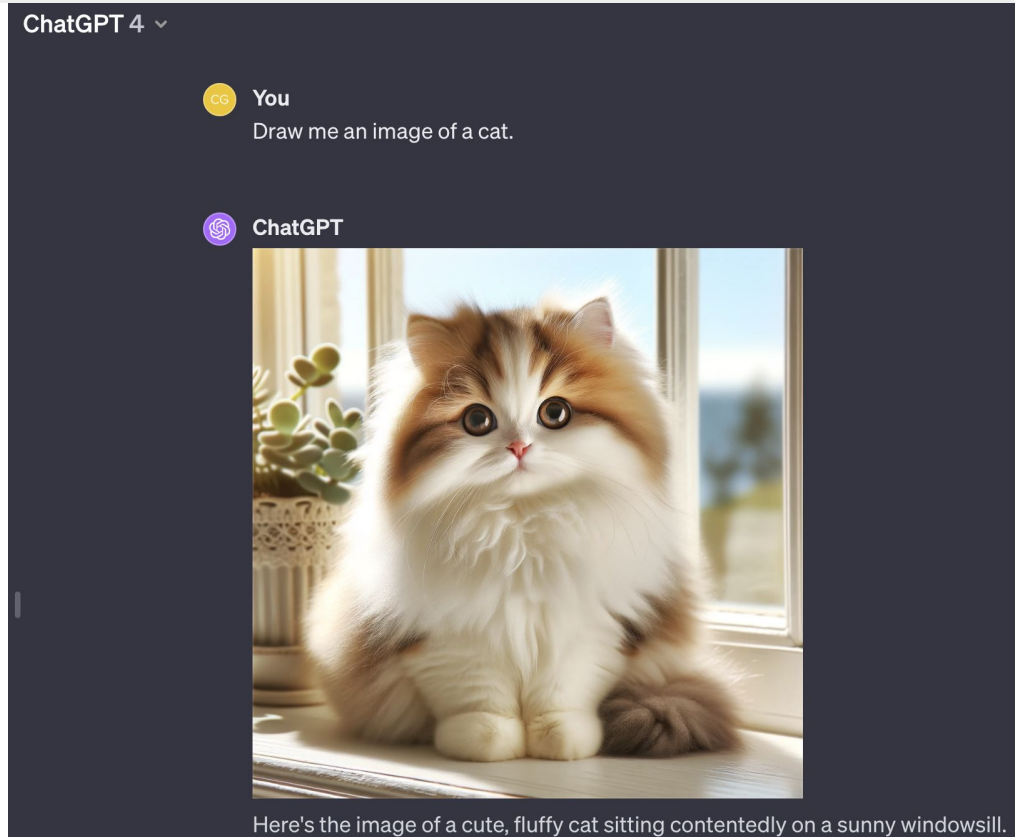 ChatGPT 4
CG
You
Draw me an image of a cat.
ChatGPT
Here's the image of a cute, fluffy cat sitting contentedly on a sunny windowsill.